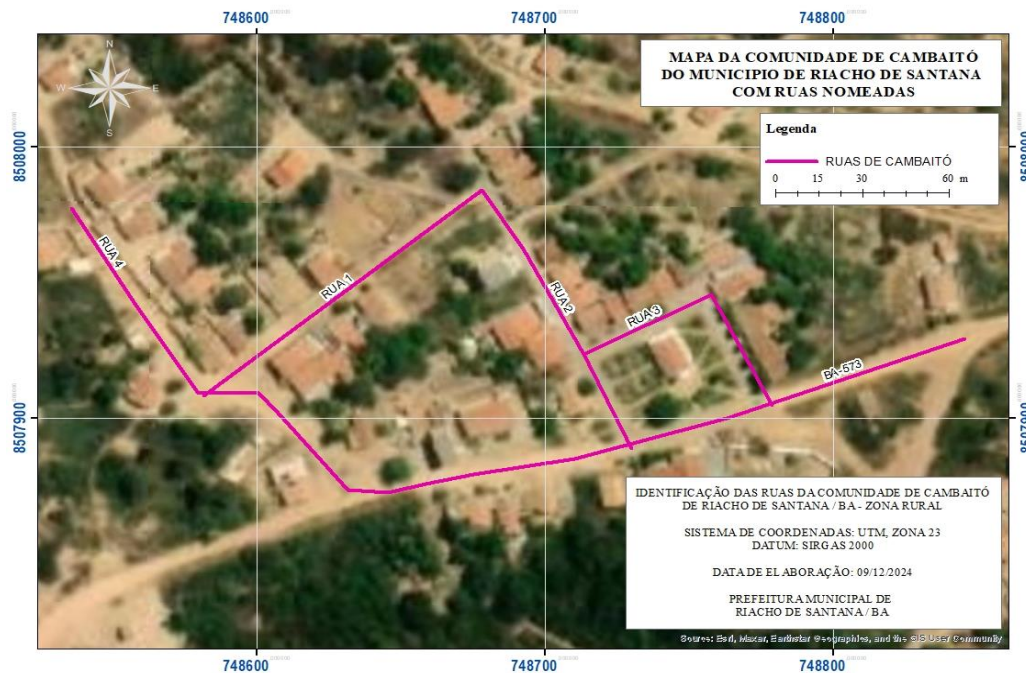 748600
748700
748800
N
W
E
S
MAPA DA COMUNIDADE DE CAMBAITÓ
DO MUNICIPIO DE RIACHO DE SANTANA
COM RUAS NOMEADAS
Legenda
RUAS DE CAMBAITÓ
0 15 30 60 m
8508000
8508000
RUA 4
RUA 1
RUA 2
RUA 3
BA-573
8507900
8507900
IDENTIFICAÇÃO DAS RUAS DA COMUNIDADE DE CAMBAITÓ
DE RIACHO DE SANTANA / BA - ZONA RURAL
SISTEMA DE COORDENADAS: UTM, ZONA 23
DATUM: SIRGAS 2000
DATA DE ELABORAÇÃO: 09/12/2024
PREFEITURA MUNICIPAL DE
RIACHO DE SANTANA / BA
Source: Esri, Maxar, Earthstar Geographics, and the GIS User Community
748600
748700
748800